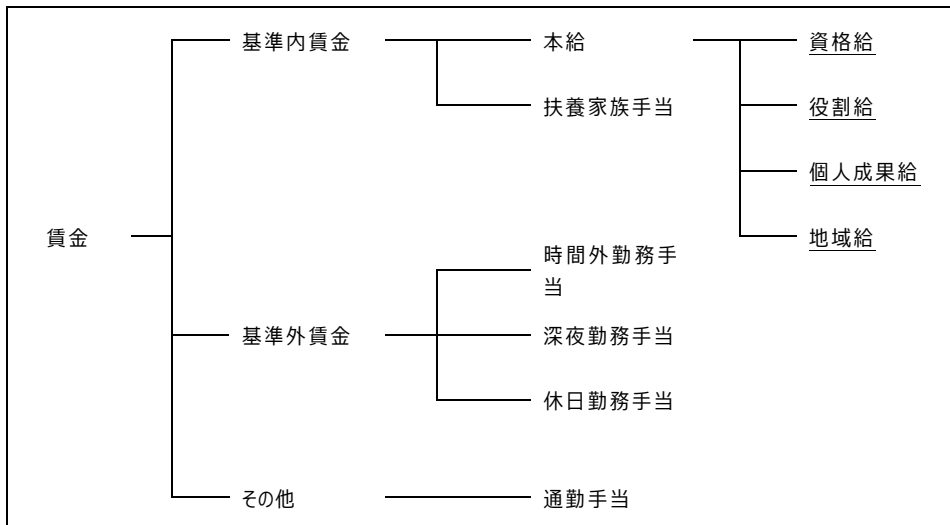 基準内賃金 本給 資格給
扶養家族手当 役割給
個人成果給
賃金 地域給
時間外勤務手
当
基準外賃金 深夜勤務手当
休日勤務手当
その他 通勤手当